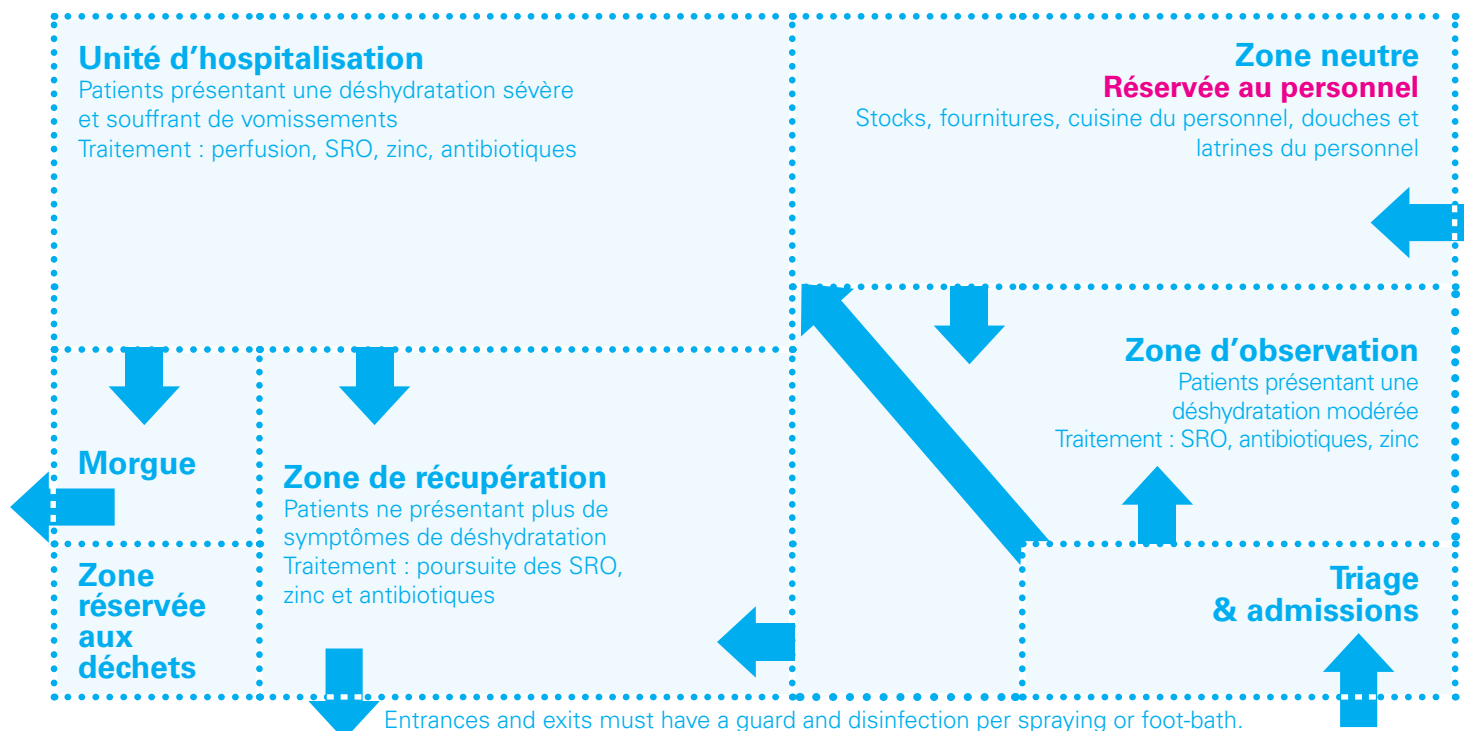 Unité d’hospitalisation
Patients présentant une déshydratation sévère
et souffrant de vomissements
Traitement : perfusion, SRO, zinc, antibiotiques
Zone neutre
Réservée au personnel
Stocks, fournitures, cuisine du personnel, douches et
latrines du personnel
Zone d’observation
Patients présentant une
déshydratation modérée
Traitement : SRO, antibiotiques, zinc
Morgue
Zone de récupération
Patients ne présentant plus de
symptômes de déshydratation
Traitement : poursuite des SRO,
zinc et antibiotiques
Zone
réservée
aux
déchets
Triage
& admissions
Entrances and exits must have a guard and disinfection per spraying or foot-bath.